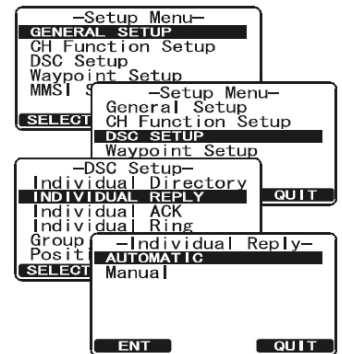 —Setup Menu—
GENERAL SETUP
CH Function Setup
DSC Setup
Waypoint Setup
MMSI
SELECT
—Setup Menu—
General Setup
CH Function Setup
DSC SETUP
Waypoint Setup
QUIT
—DSC Setup—
Individual Directory
INDIVIDUAL REPLY
Individual ACK
Individual Ring
Group
SELECT
—Individual Reply—
AUTOMATIC
Manual
ENT QUIT